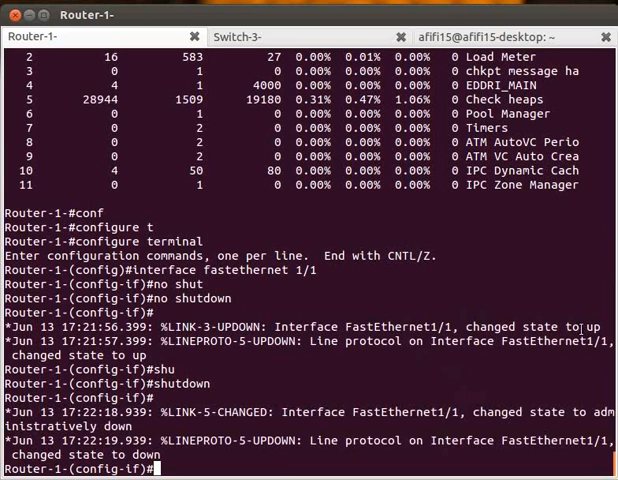 Router-1-
Router-1-
Switch-3-
afifi15@afifi15-desktop: ~
2 16 583 27 0.00% 0.01% 0.00% 0 Load Meter
3 0 1 0 0.00% 0.00% 0.00% 0 chkpt message ha
4 4 1 4000 0.00% 0.00% 0.00% 0 EDDRI_MAIN
5 28944 1509 19180 0.31% 0.47% 1.06% 0 Check heaps
6 0 1 0 0.00% 0.00% 0.00% 0 Pool Manager
7 0 2 0 0.00% 0.00% 0.00% 0 Timers
8 0 2 0 0.00% 0.00% 0.00% 0 ATM AutoVC Perio
9 0 2 0 0.00% 0.00% 0.00% 0 ATM VC Auto Crea
10 4 50 80 0.00% 0.00% 0.00% 0 IPC Dynamic Cach
11 0 1 0 0.00% 0.00% 0.00% 0 IPC Zone Manager
Router-1-#conf
Router-1-#configure t
Router-1-#configure terminal
Enter configuration commands, one per line. End with CNTL/Z.
Router-1-(config)#interface fastethernet 1/1
Router-1-(config-if)#no shut
Router-1-(config-if)#no shutdown
Router-1-(config-if)#
*Jun 13 17:21:56.399: %LINK-3-UPDOWN: Interface FastEthernet1/1, changed state to up
*Jun 13 17:21:57.399: %LINEPROTO-5-UPDOWN: Line protocol on Interface FastEthernet1/1,
changed state to up
Router-1-(config-if)#shu
Router-1-(config-if)#shutdown
Router-1-(config-if)#
*Jun 13 17:22:18.939: %LINK-5-CHANGED: Interface FastEthernet1/1, changed state to adm
inistratively down
*Jun 13 17:22:19.939: %LINEPROTO-5-UPDOWN: Line protocol on Interface FastEthernet1/1,
changed state to down
Router-1-(config-if)#